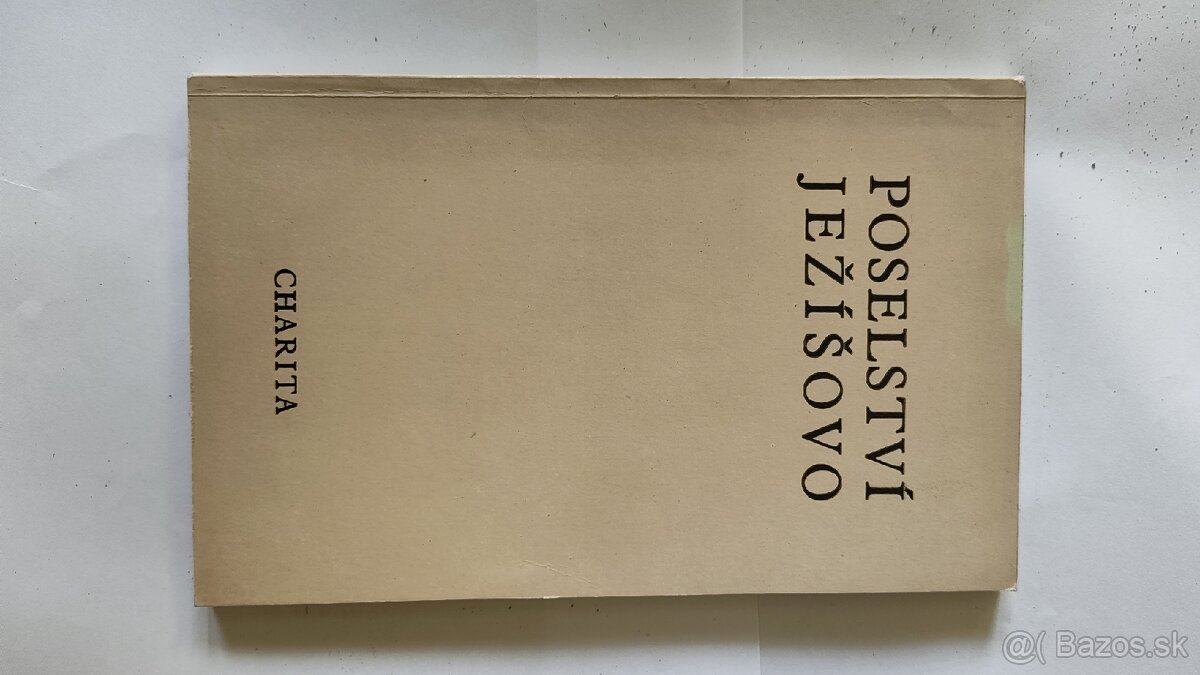 POSELSTVÍ
JEŽÍŠOVO
CHARITA
@( Bazos.sk